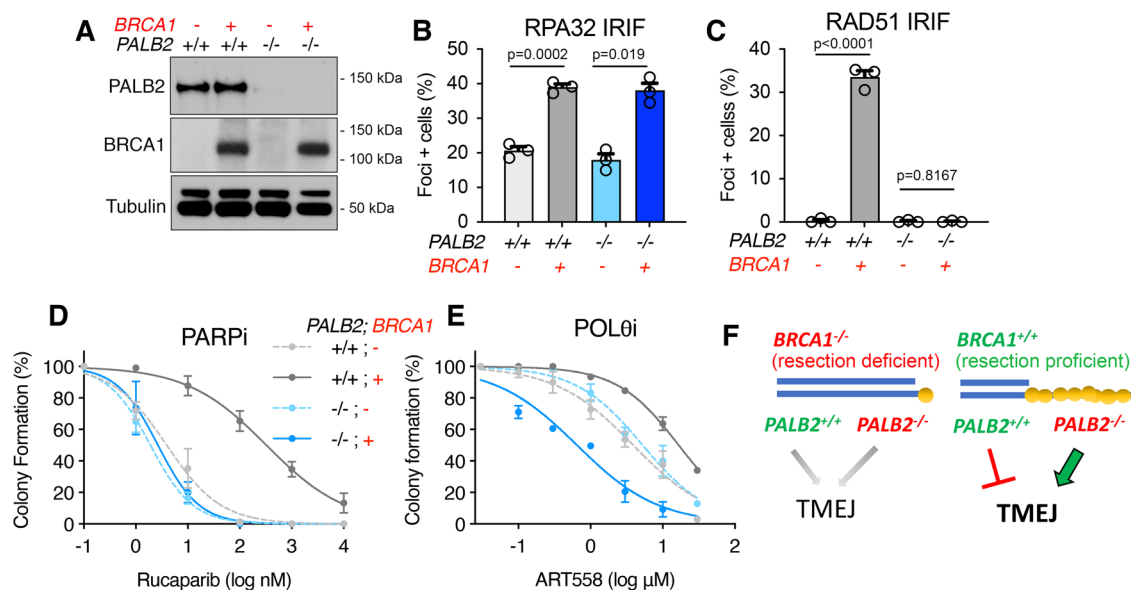 A
BRCA1 - + - +
PALB2 +/+ +/+ -/- -/-
PALB2
- 150 kDa
BRCA1
- 150 kDa
- 100 kDa
Tubulin
- 50 kDa
B
RPA32 IRIF
p=0.0002 p=0.019
Foci + cells (%)
50
40
30
20
10
0
PALB2 +/+ +/+ -/- -/-
BRCA1 - + - +
C
RAD51 IRIF
p<0.0001
p=0.8167
Foci + cellss (%)
40
30
20
10
0
PALB2 +/+ +/+ -/- -/-
BRCA1 - + - +
D
PARPi
PALB2; BRCA1
+/+ ; -
+/+ ; +
-/- ; -
-/- ; +
Colony Formation (%)
100
80
60
40
20
0
-1 0 1 2 3 4
Rucaparib (log nM)
E
POLθi
Colony formation (%)
100
80
60
40
20
0
-1 0 1 2
ART558 (log µM)
F
BRCA1-/-
(resection deficient)
PALB2+/+ PALB2-/-
TMEJ
BRCA1+/+
(resection proficient)
PALB2+/+ PALB2-/-
TMEJ